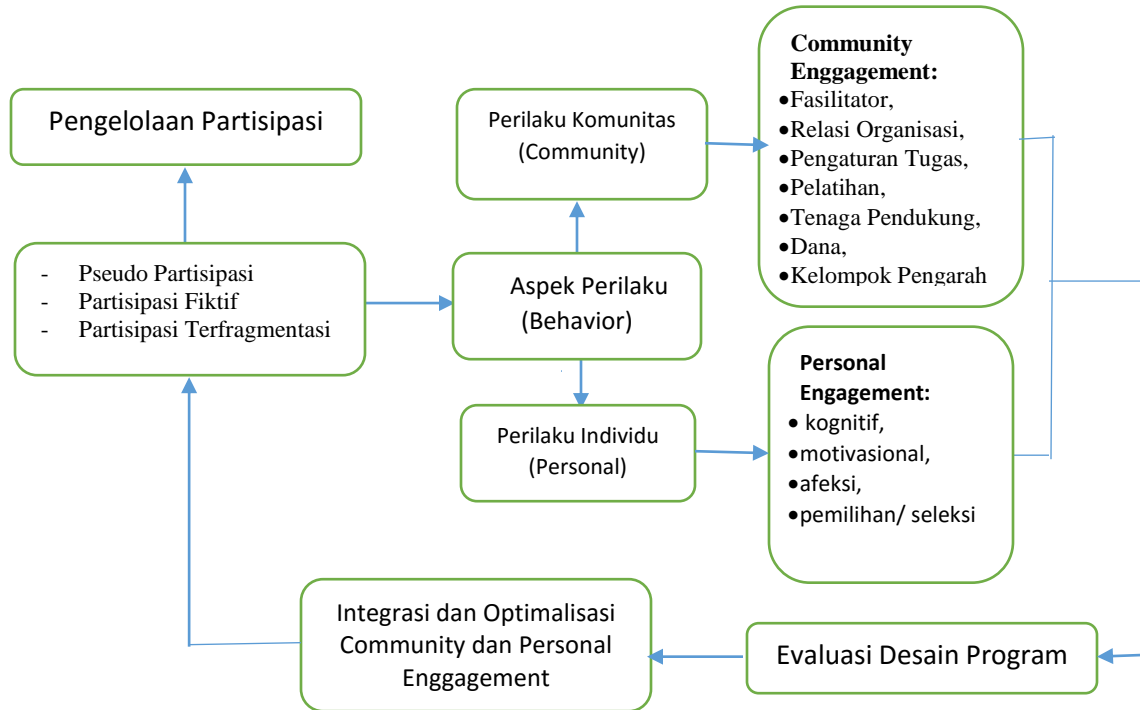 Pengelolaan Partisipasi
- Pseudo Partisipasi
- Partisipasi Fiktif
- Partisipasi Terfragmentasi
Perilaku Komunitas
(Community)
Aspek Perilaku
(Behavior)
Perilaku Individu
(Personal)
Community
Enggagement:
•Fasilitator,
•Relasi Organisasi,
•Pengaturan Tugas,
•Pelatihan,
•Tenaga Pendukung,
•Dana,
•Kelompok Pengarah
Personal
Engagement:
• kognitif,
•motivasional,
•afeksi,
•pemilihan/ seleksi
Evaluasi Desain Program
Integrasi dan Optimalisasi
Community dan Personal
Enggagement